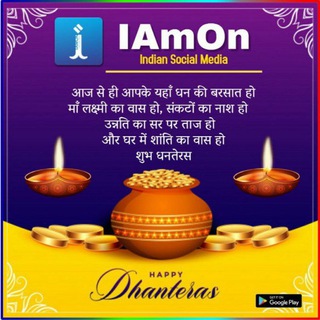 i
IAmOn
Indian Social Media
आज से ही आपके यहाँ धन की बरसात हो
माँ लक्ष्मी का वास हो, संकटों का नाश हो
उन्नति का सर पर ताज हो
और घर में शांति का वास हो
शुभ धनतेरस
HAPPY
Dhanteras
GET IT ON
Google Play